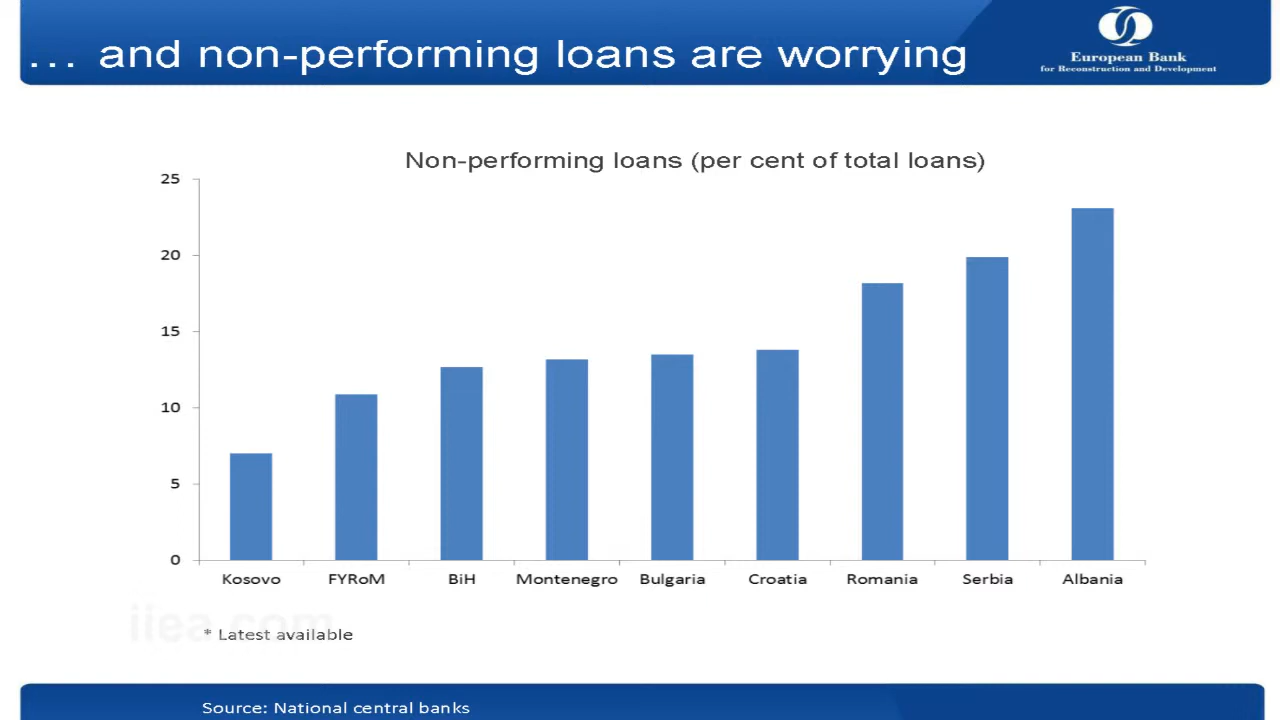 ... and non-performing loans are worrying
European Bank
for Reconstruction and Development
Non-performing loans (per cent of total loans)
25
20
15
10
5
0
Kosovo FYRoM BiH Montenegro Bulgaria Croatia Romania Serbia Albania
iiea.com
* Latest available
Source: National central banks